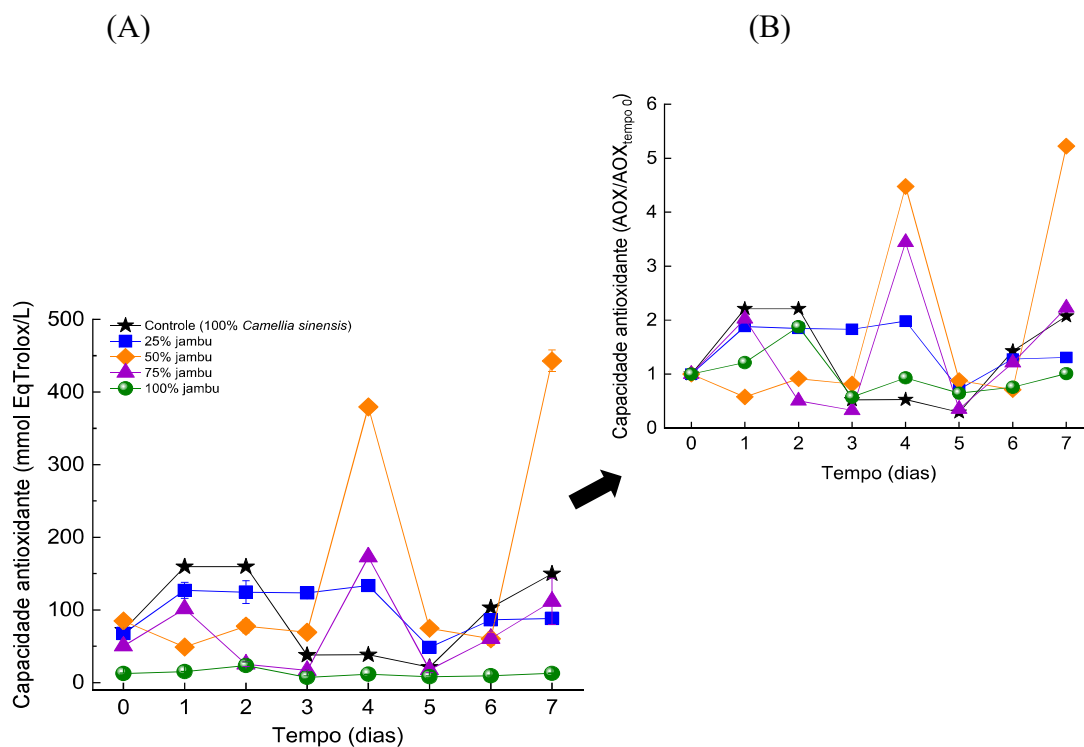 (A)
(B)
Capacidade antioxidante (AOX/AOX tempo 0)
6
5
4
3
2
1
0
0 1 2 3 4 5 6 7
Tempo (dias)
Capacidade antioxidante (mmol EqTrolox/L)
500
400
300
200
100
0
Controle (100% Camellia sinensis)
25% jambu
50% jambu
75% jambu
100% jambu
0 1 2 3 4 5 6 7
Tempo (dias)